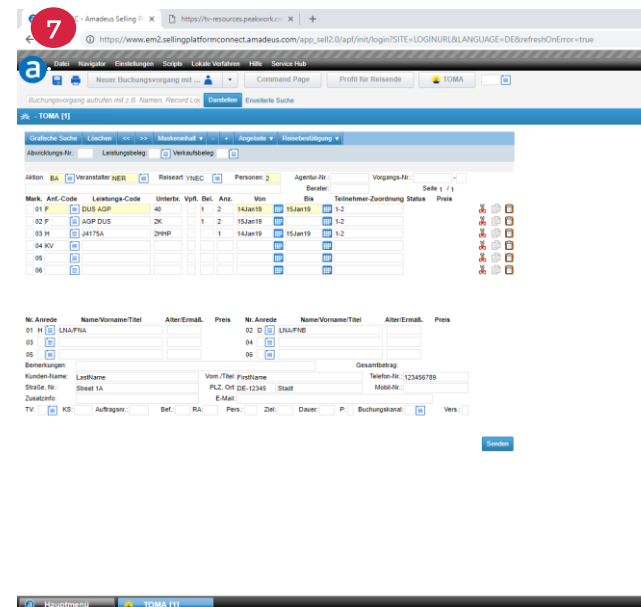 7
C - Amadeus Selling Pl × https://tv-resources.peakwork.co × +
https://www.em2.sellingplatformconnect.amadeus.com/app_sell2.0/apf/init/login?SITE=LOGINURL&LANGUAGE=DE&refreshOnError=true
a. Datei Navigator Einstellungen Scripts Lokale Verfahren Hilfe Service Hub
Neuer Buchungsvorgang mit ... Command Page Profil für Reisende TOMA
Buchungsvorgang aufrufen mit z.B. Namen, Record Loc Darstellen Erweiterte Suche
- TOMA [1]
Grafische Suche Löschen << >> Maskeninhalt - + Angebote Reisebestätigung
Abwicklungs-Nr.: Leistungsbeleg: Verkaufsbeleg:
Aktion: BA Veranstalter: NER Reiseart: YNEC Personen: 2 Agentur-Nr.: Vorgangs-Nr.: -
Berater: Seite 1 / 1
Mark. Anf.-Code Leistungs-Code Unterbr. Vpfl. Bel. Anz. Von Bis Teilnehmer-Zuordnung Status Preis
01 F DUS AGP 40 1 2 14Jan19 15Jan19 1-2
02 F AGP DUS 2K 1 2 15Jan19 1-2
03 H J4175A 2HHP 1 14Jan19 15Jan19 1-2
04 KV
05
06
Nr. Anrede Name/Vorname/Titel Alter/Ermäß. Preis Nr. Anrede Name/Vorname/Titel Alter/Ermäß. Preis
01 H LNA/FNA 02 D LNA/FNB
03 04
05 06
Bemerkungen: Gesamtbetrag:
Kunden-Name: LastName Vorn./Titel: FirstName Telefon-Nr.: 123456789
Straße, Nr.: Street 1A PLZ, Ort: DE-12345 Stadt Mobil-Nr.:
Zusatzinfo: E-Mail:
TV: KS: Auftragsnr.: Bef.: RA: Pers.: Ziel: Dauer: P: Buchungskanal: Vers.:
Senden
a Hauptmenü TOMA [1]